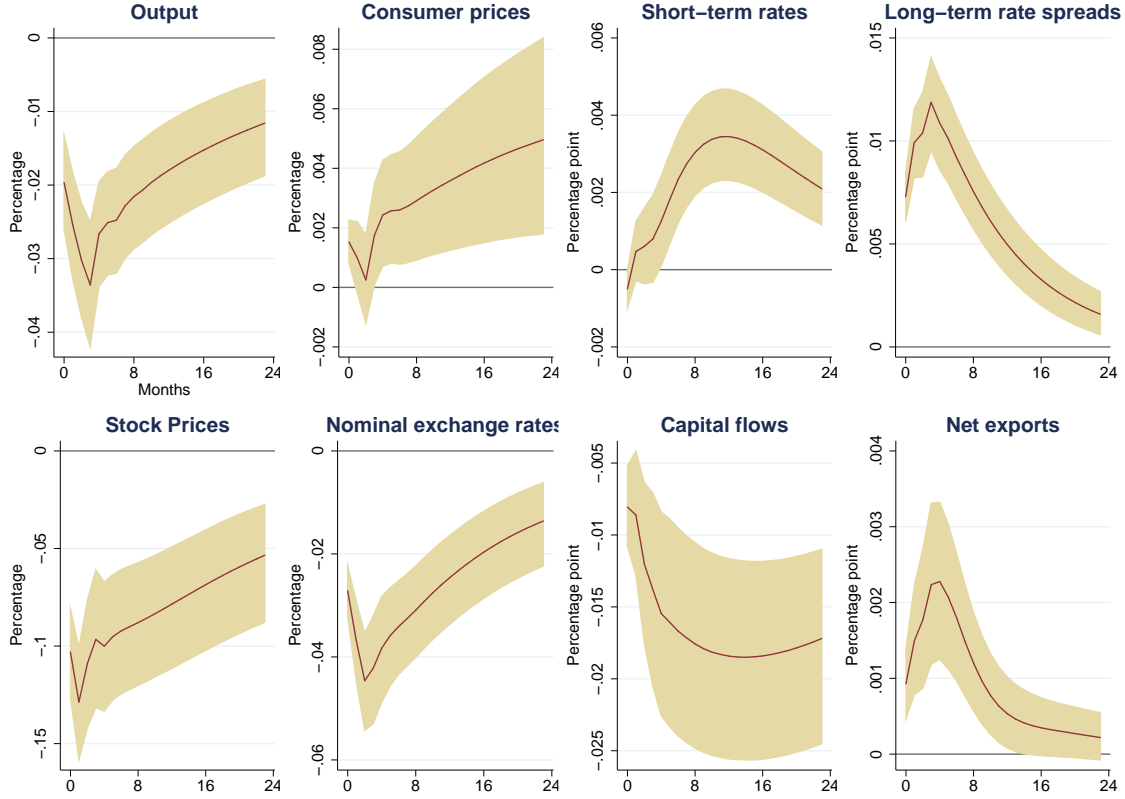 Output
Percentage
0
-.01
-.02
-.03
-.04
0 8 16 24
Months
Consumer prices
Percentage
.008
.006
.004
.002
0
-.002
0 8 16 24
Short-term rates
Percentage point
.006
.004
.002
0
-.002
0 8 16 24
Long-term rate spreads
Percentage point
.015
.01
.005
0
0 8 16 24
Stock Prices
Percentage
0
-.05
-.1
-.15
0 8 16 24
Nominal exchange rates
Percentage
0
-.02
-.04
-.06
0 8 16 24
Capital flows
Percentage point
-.005
-.01
-.015
-.02
-.025
0 8 16 24
Net exports
Percentage point
.004
.003
.002
.001
0
0 8 16 24